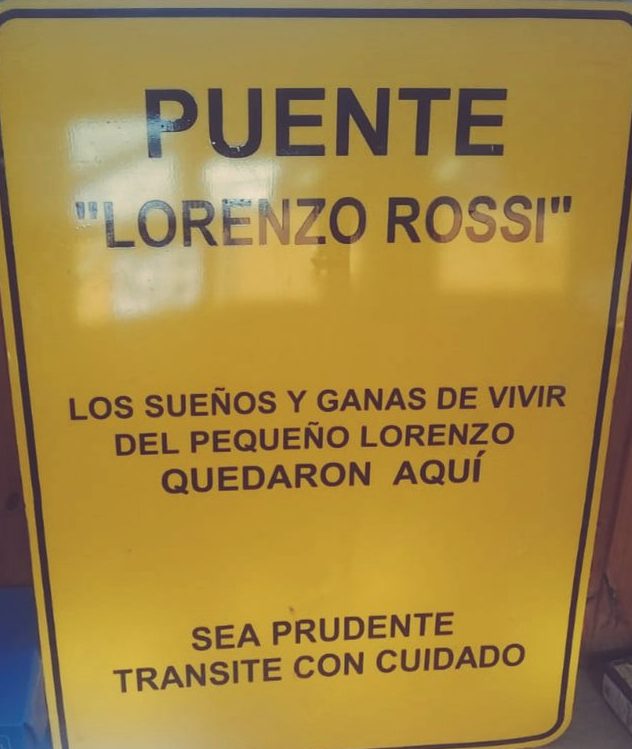 PUENTE
"LORENZO ROSSI"
LOS SUEÑOS Y GANAS DE VIVIR
DEL PEQUEÑO LORENZO
QUEDARON AQUÍ
SEA PRUDENTE
TRANSITE CON CUIDADO